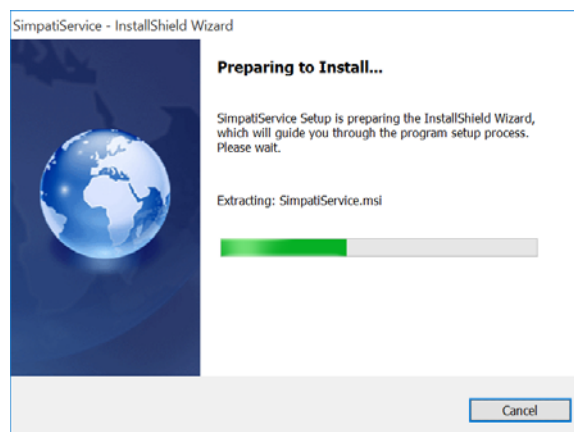 SimpatiService - InstallShield Wizard
Preparing to Install...
SimpatiService Setup is preparing the InstallShield Wizard,
which will guide you through the program setup process.
Please wait.
Extracting: SimpatiService.msi
Cancel